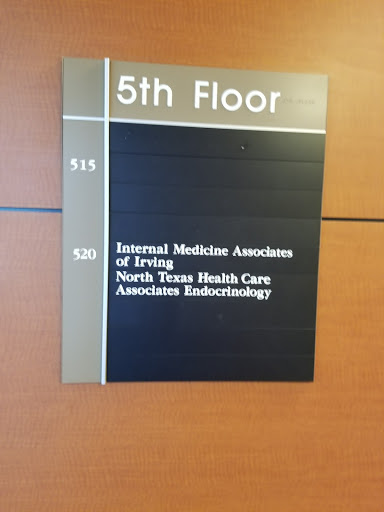 5th Floor
515
520
Internal Medicine Associates
of Irving
North Texas Health Care
Associates Endocrinology